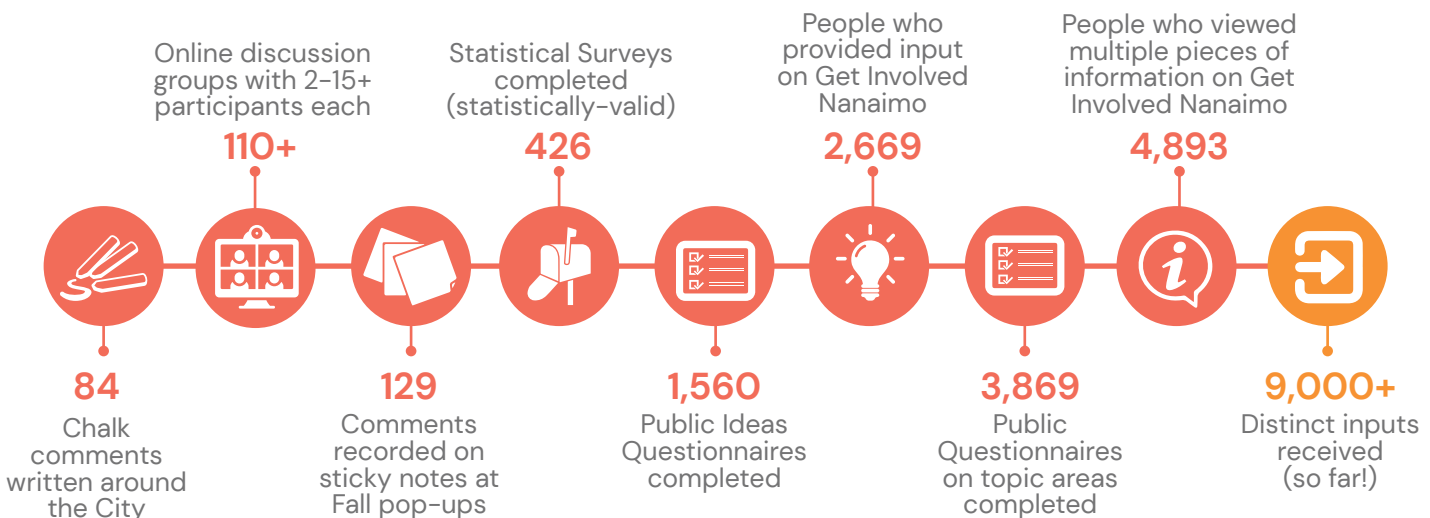 84
Chalk
comments
written around
the City
Online discussion
groups with 2-15+
participants each
110+
129
Comments
recorded on
sticky notes at
Fall pop-ups
Statistical Surveys
completed
(statistically-valid)
426
1,560
Public Ideas
Questionnaires
completed
People who
provided input
on Get Involved
Nanaimo
2,669
3,869
Public
Questionnaires
on topic areas
completed
People who viewed
multiple pieces of
information on Get
Involved Nanaimo
4,893
i
9,000+
Distinct inputs
received
(so far!)